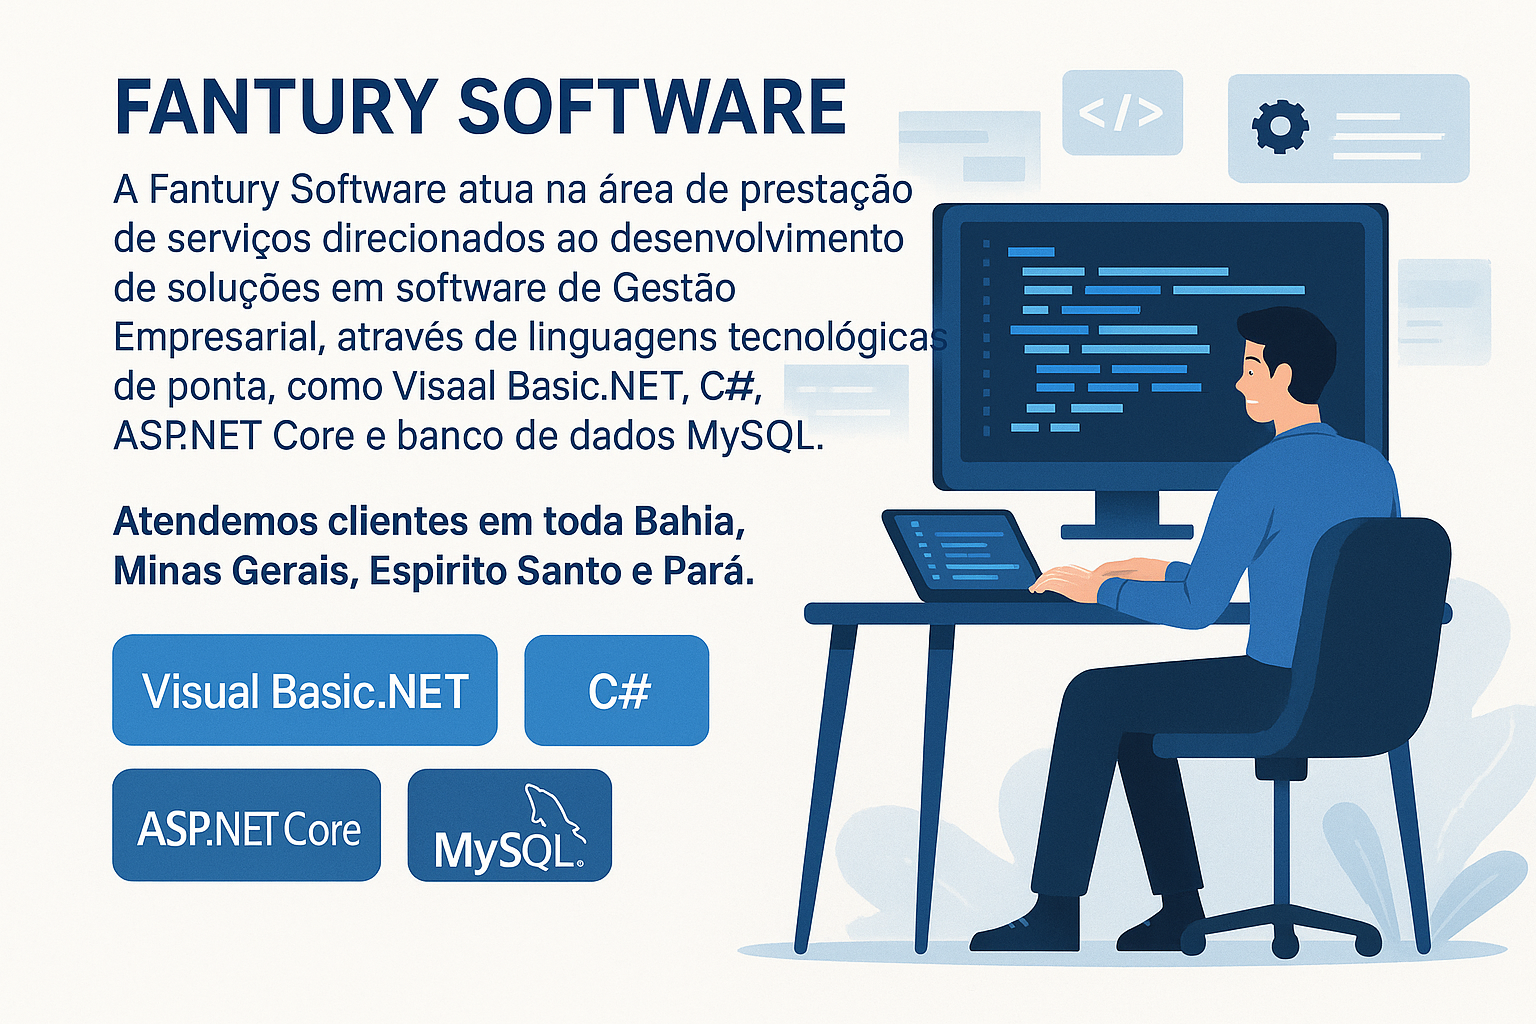 FANTURY SOFTWARE
A Fantury Software atua na área de prestação
de serviços direcionados ao desenvolvimento
de soluções em software de Gestão
Empresarial, através de linguagens tecnológicas
de ponta, como Visaal Basic.NET, C#,
ASP.NET Core e banco de dados MySQL.
Atendemos clientes em toda Bahia,
Minas Gerais, Espirito Santo e Pará.
Visual Basic.NET
C#
ASP.NET Core
MySQL®
</>